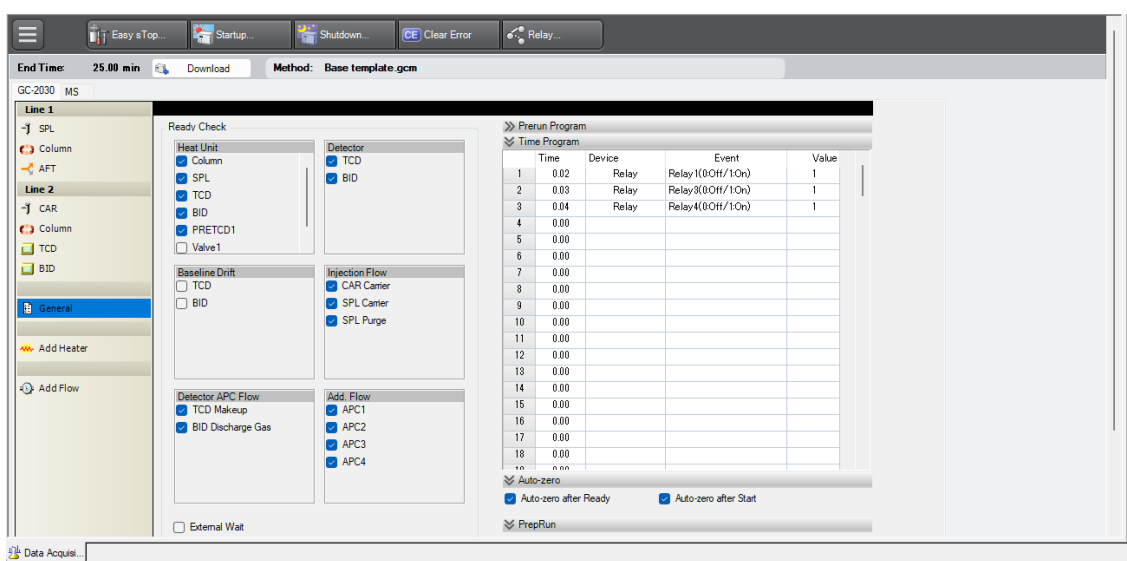 Easy sTop... Startup... Shutdown... CE Clear Error Relay...
End Time: 25.00 min Download Method: Base template.gcm
GC-2030 MS
Line 1
SPL
Column
AFT
Line 2
CAR
Column
TCD
BID
General
Add Heater
Add Flow
Ready Check
Heat Unit
Column
SPL
TCD
BID
PRETCD1
Valve1
Detector
TCD
BID
Baseline Drift
TCD
BID
Injection Flow
CAR Carrier
SPL Carrier
SPL Purge
Detector APC Flow
TCD Makeup
BID Discharge Gas
Add. Flow
APC1
APC2
APC3
APC4
External Wait
Prerun Program
Time Program
Time Device Event Value
1 0.02 Relay Relay1(0:Off/1:On) 1
2 0.03 Relay Relay3(0:Off/1:On) 1
3 0.04 Relay Relay4(0:Off/1:On) 1
4 0.00
5 0.00
6 0.00
7 0.00
8 0.00
9 0.00
10 0.00
11 0.00
12 0.00
13 0.00
14 0.00
15 0.00
16 0.00
17 0.00
18 0.00
19 0.00
Auto-zero
Auto-zero after Ready Auto-zero after Start
PrepRun
Data Acquisi...